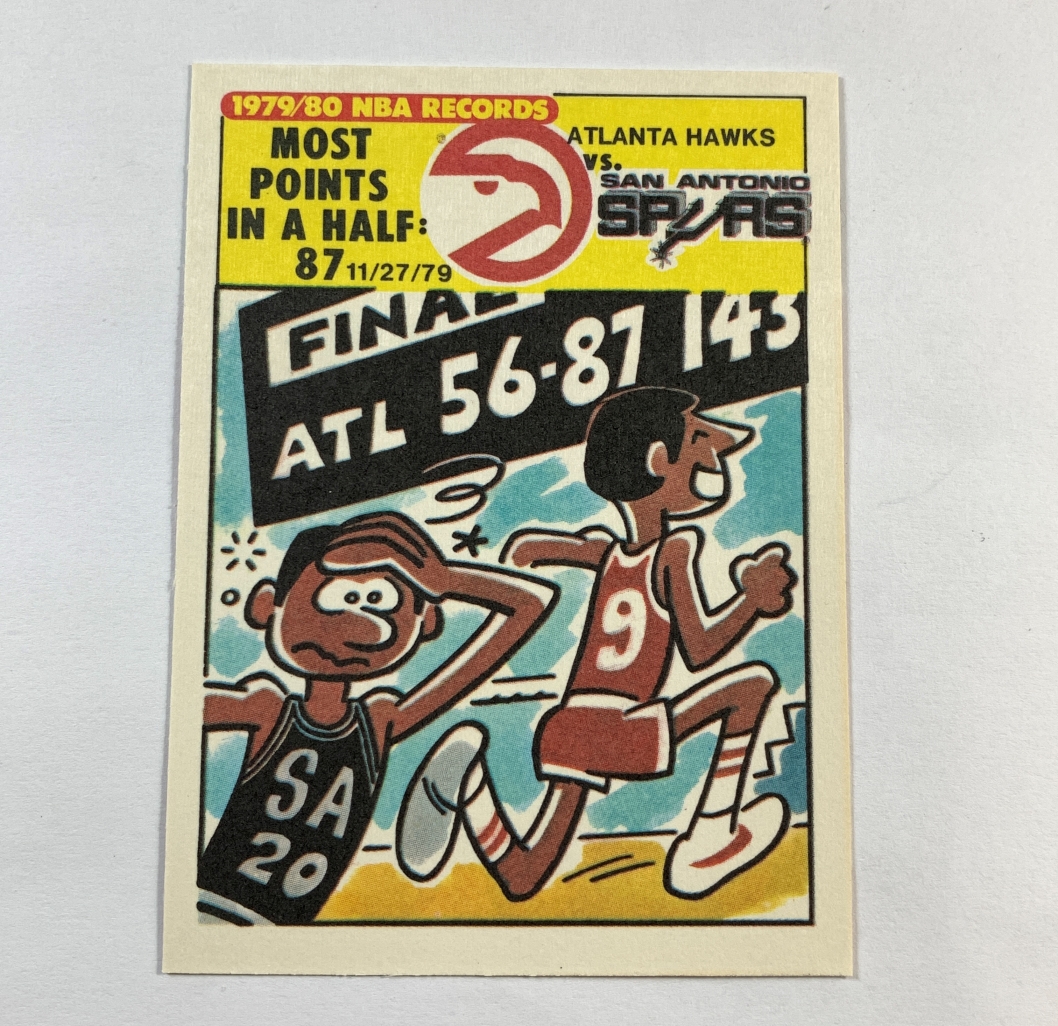 1979/80 NBA RECORDS
MOST
POINTS
IN A HALF:
87 11/27/79
ATLANTA HAWKS
vs.
SAN ANTONIO
SPURS
FINAL
ATL 56-87 143
9
SA
20